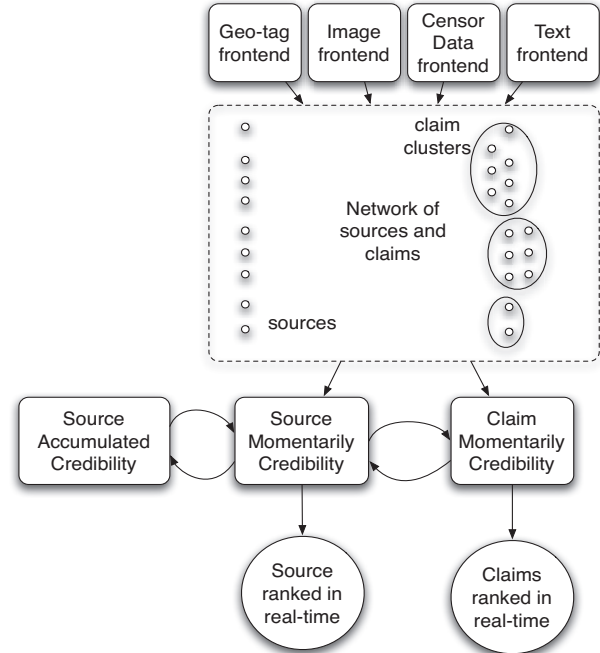 Geo-tag
frontend
Image
frontend
Censor
Data
frontend
Text
frontend
claim
clusters
Network of
sources and
claims
sources
Source
Accumulated
Credibility
Source
Momentarily
Credibility
Claim
Momentarily
Credibility
Source
ranked in
real-time
Claims
ranked in
real-time